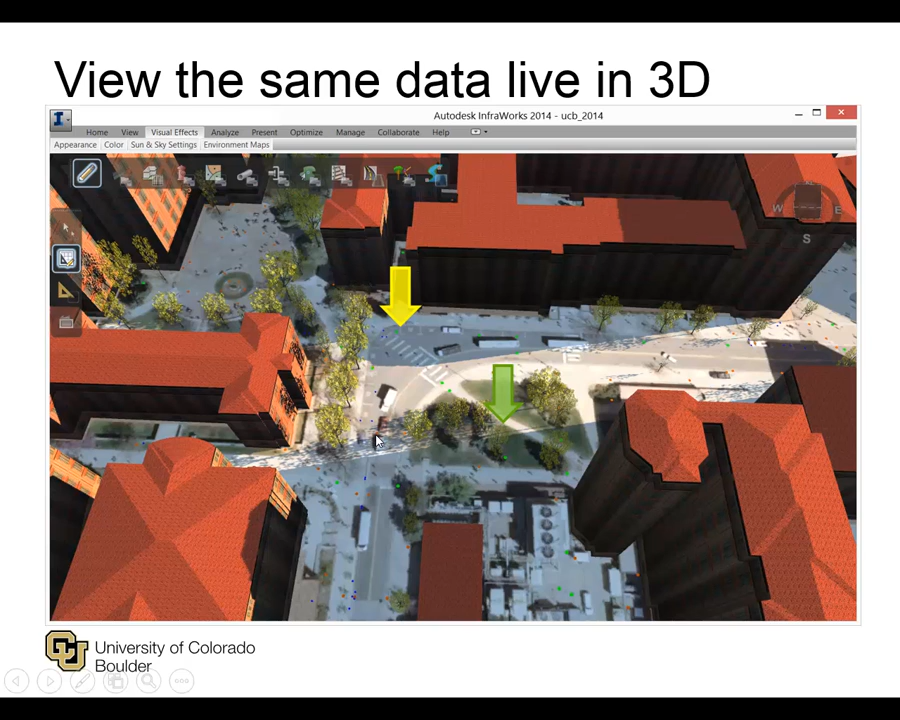 View the same data live in 3D
Autodesk InfraWorks 2014 - ucb_2014
Home View Visual Effects Analyze Present Optimize Manage Collaborate Help
Appearance Color Sun & Sky Settings Environment Maps
W E
S
University of Colorado
Boulder